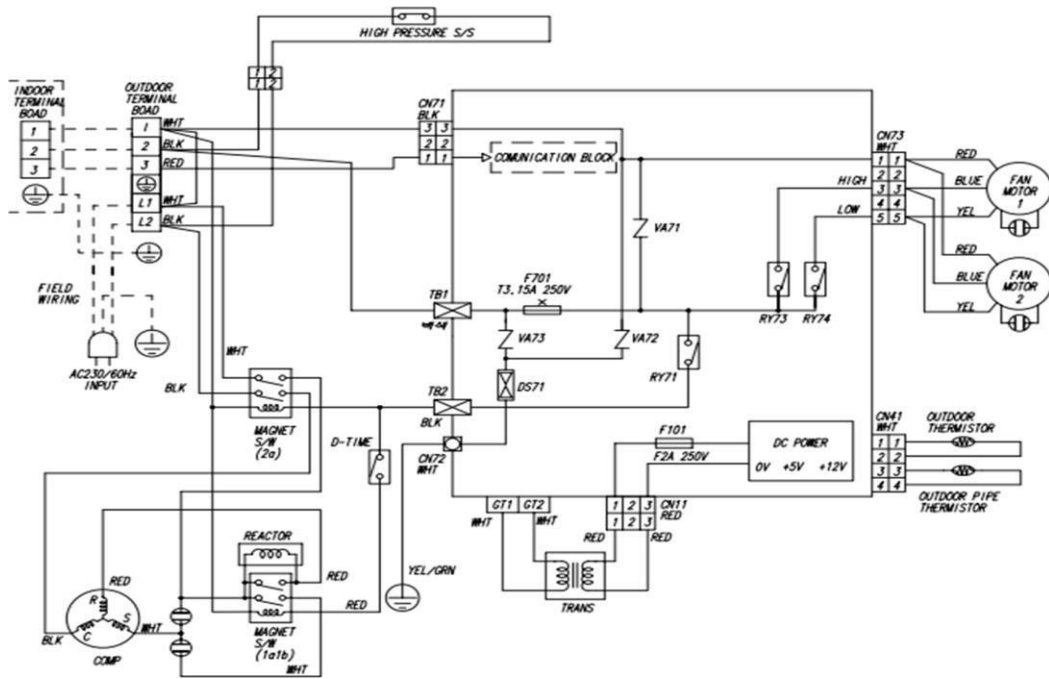 HIGH PRESSURE S/S
1 2
1 2
INDOOR
TERMINAL
BOAD
1
2
3
OUTDOOR
TERMINAL
BOAD
1
2
3
L1
L2
WHT
BLK
RED
WHT
BLK
CN71
BLK
3 3
2 2
1 1
COMUNICATION BLOCK
CN73
WHT
1 1
2 2
3 3
4 4
5 5
HIGH
LOW
RED
BLUE
YEL
FAN
MOTOR
1
RED
BLUE
YEL
FAN
MOTOR
2
VA71
F701
T3.15A 250V
TB1
VA73
VA72
RY73
RY74
RY71
DS71
FIELD
WIRING
AC230/60Hz
INPUT
WHT
BLK
MAGNET
S/W
(2a)
D-TIME
TB2
BLK
CN72
WHT
F101
F2A 250V
DC POWER
0V +5V +12V
CN41
WHT
1 1
2 2
3 3
4 4
OUTDOOR
THERMISTOR
OUTDOOR PIPE
THERMISTOR
GT1 GT2
WHT
WHT
1 2 3
1 2 3
CN11
RED
RED
RED
TRANS
YEL/GRN
REACTOR
RED
RED
MAGNET
S/W
(1a1b)
WHT
RED
R
C
S
BLK
WHT
COMP